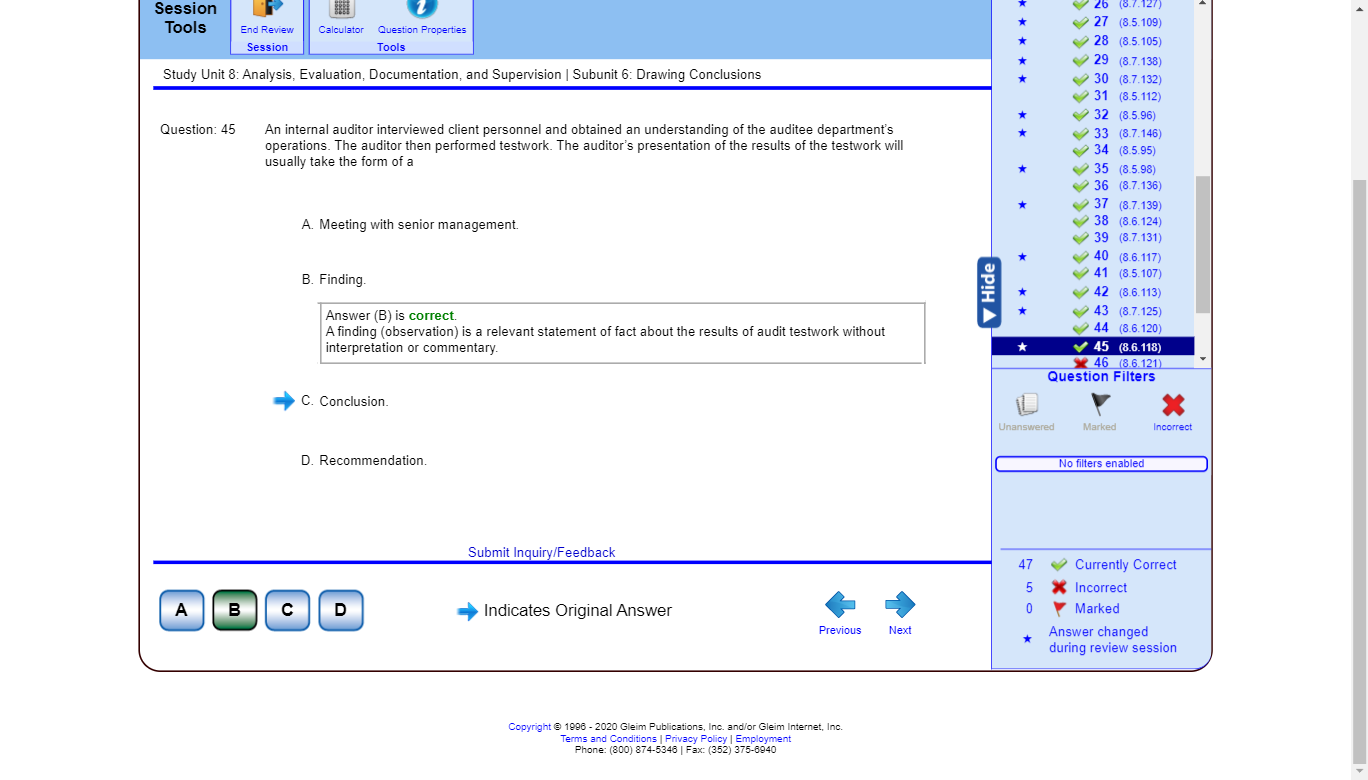 Session
Tools
End Review
Session
Calculator
Question Properties
Tools
Study Unit 8: Analysis, Evaluation, Documentation, and Supervision | Subunit 6: Drawing Conclusions
Question: 45
An internal auditor interviewed client personnel and obtained an understanding of the auditee department's
operations. The auditor then performed testwork. The auditor's presentation of the results of the testwork will
usually take the form of a
A. Meeting with senior management.
B. Finding.
Answer (B) is correct.
A finding (observation) is a relevant statement of fact about the results of audit testwork without
interpretation or commentary.
C. Conclusion.
D. Recommendation.
Submit Inquiry/Feedback
A B C D
Indicates Original Answer
Previous
Next
Hide
★ 26 (8.7.127)
★ 27 (8.5.109)
★ 28 (8.5.105)
★ 29 (8.7.138)
★ 30 (8.7.132)
31 (8.5.112)
★ 32 (8.5.96)
★ 33 (8.7.146)
34 (8.5.95)
★ 35 (8.5.98)
36 (8.7.136)
★ 37 (8.7.139)
38 (8.6.124)
39 (8.7.131)
★ 40 (8.6.117)
41 (8.5.107)
★ 42 (8.6.113)
★ 43 (8.7.125)
44 (8.6.120)
★ 45 (8.6.118)
46 (8.6.121)
Question Filters
Unanswered
Marked
Incorrect
No filters enabled
47 Currently Correct
5 Incorrect
0 Marked
★ Answer changed
during review session
Copyright © 1996 - 2020 Gleim Publications, Inc. and/or Gleim Internet, Inc.
Terms and Conditions | Privacy Policy | Employment
Phone: (800) 874-5346 | Fax: (352) 375-6940